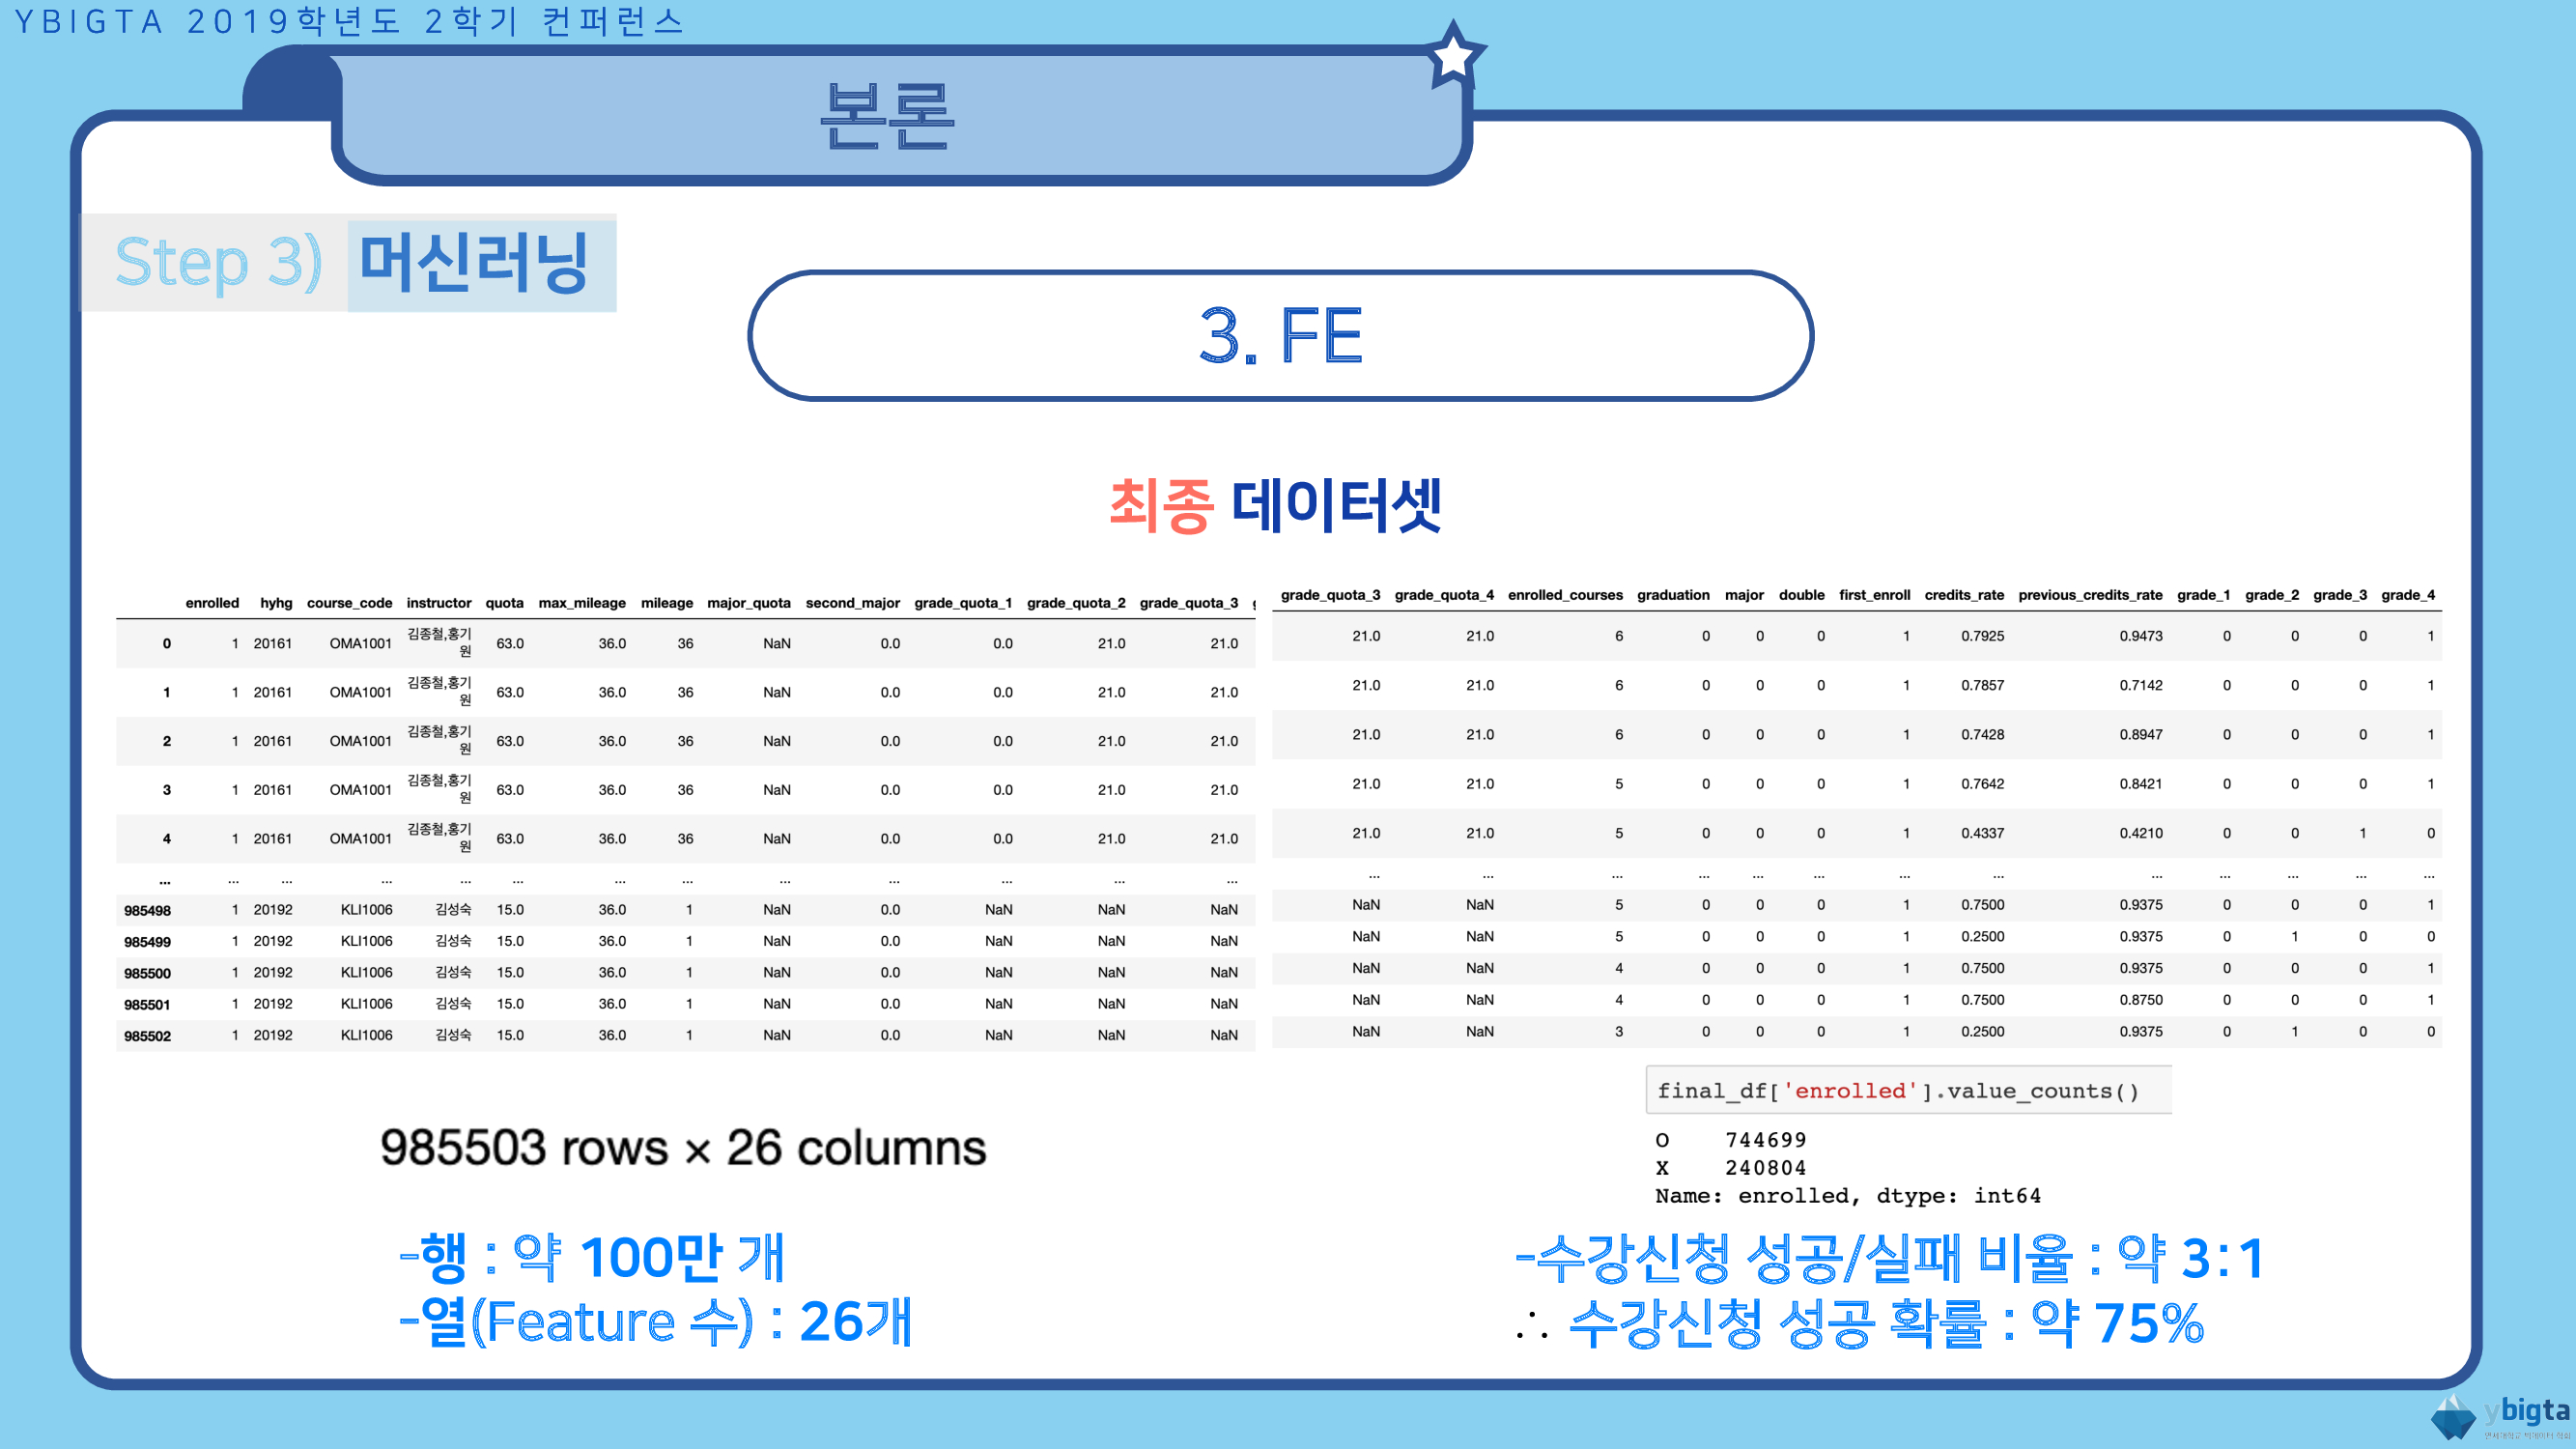 YBIGTA 2019학년도 2학기 컨퍼런스
본론
Step 3) 머신러닝
3. FE
최종 데이터셋
enrolled hyhg course_code instructor quota max_mileage mileage major_quota second_major grade_quota_1 grade_quota_2 grade_quota_3
0 1 20161 OMA1001 김종철,홍기원 63.0 36.0 36 NaN 0.0 0.0 21.0 21.0
1 1 20161 OMA1001 김종철,홍기원 63.0 36.0 36 NaN 0.0 0.0 21.0 21.0
2 1 20161 OMA1001 김종철,홍기원 63.0 36.0 36 NaN 0.0 0.0 21.0 21.0
3 1 20161 OMA1001 김종철,홍기원 63.0 36.0 36 NaN 0.0 0.0 21.0 21.0
4 1 20161 OMA1001 김종철,홍기원 63.0 36.0 36 NaN 0.0 0.0 21.0 21.0
... ... ... ... ... ... ... ... ... ... ... ... ...
985498 1 20192 KLI1006 김성숙 15.0 36.0 1 NaN 0.0 NaN NaN NaN
985499 1 20192 KLI1006 김성숙 15.0 36.0 1 NaN 0.0 NaN NaN NaN
985500 1 20192 KLI1006 김성숙 15.0 36.0 1 NaN 0.0 NaN NaN NaN
985501 1 20192 KLI1006 김성숙 15.0 36.0 1 NaN 0.0 NaN NaN NaN
985502 1 20192 KLI1006 김성숙 15.0 36.0 1 NaN 0.0 NaN NaN NaN
grade_quota_3 grade_quota_4 enrolled_courses graduation major double first_enroll credits_rate previous_credits_rate grade_1 grade_2 grade_3 grade_4
21.0 21.0 6 0 0 0 1 0.7925 0.9473 0 0 0 1
21.0 21.0 6 0 0 0 1 0.7857 0.7142 0 0 0 1
21.0 21.0 6 0 0 0 1 0.7428 0.8947 0 0 0 1
21.0 21.0 5 0 0 0 1 0.7642 0.8421 0 0 0 1
21.0 21.0 5 0 0 0 1 0.4337 0.4210 0 0 1 0
... ... ... ... ... ... ... ... ... ... ... ... ...
NaN NaN 5 0 0 0 1 0.7500 0.9375 0 0 0 1
NaN NaN 5 0 0 0 1 0.2500 0.9375 0 1 0 0
NaN NaN 4 0 0 0 1 0.7500 0.9375 0 0 0 1
NaN NaN 4 0 0 0 1 0.7500 0.8750 0 0 0 1
NaN NaN 3 0 0 0 1 0.2500 0.9375 0 1 0 0
985503 rows × 26 columns
-행 : 약 100만 개
-열(Feature 수) : 26개
final_df['enrolled'].value_counts()
O 744699
X 240804
Name: enrolled, dtype: int64
-수강신청 성공/실패 비율 : 약 3:1
∴ 수강신청 성공 확률 : 약 75%
ybigta